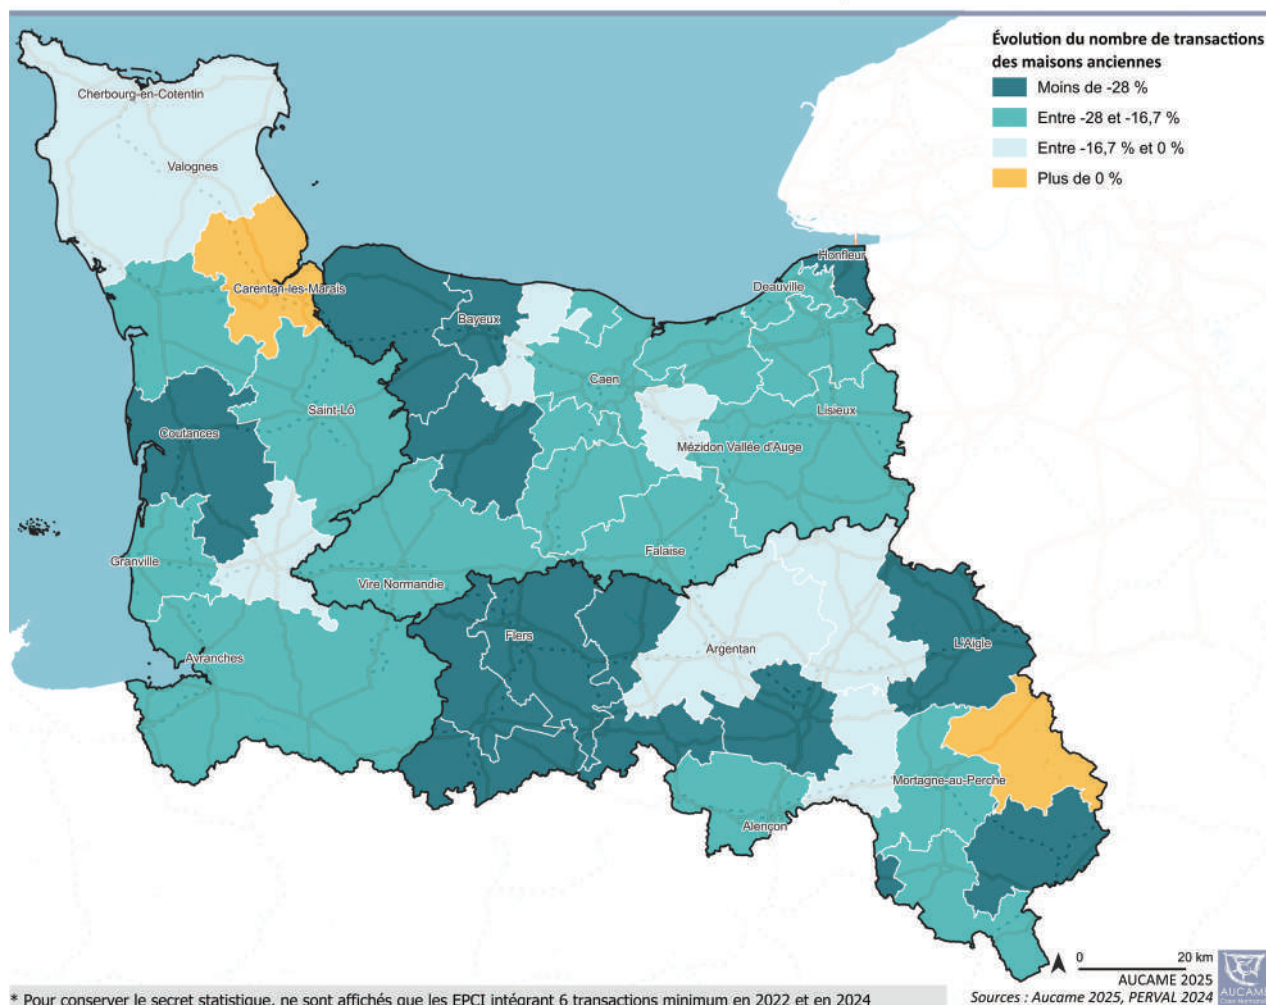 Évolution du nombre de transactions
des maisons anciennes
Moins de -28 %
Entre -28 et -16,7 %
Entre -16,7 % et 0 %
Plus de 0 %
Cherbourg-en-Cotentin
Valognes
Carentan-les-Marais
Honfleur
Deauville
Bayeux
Caen
Saint-Lô
Lisieux
Coutances
Mézidon Vallée d'Auge
Granville
Falaise
Vire Normandie
Flers
L'Aigle
Argentan
Avranches
Mortagne-au-Perche
Alençon
0 20 km
AUCAME 2025
Sources : Aucame 2025, PERVAL 2024
AUCAME
Caen Normandie
* Pour conserver le secret statistique, ne sont affichés que les EPCI intégrant 6 transactions minimum en 2022 et en 2024